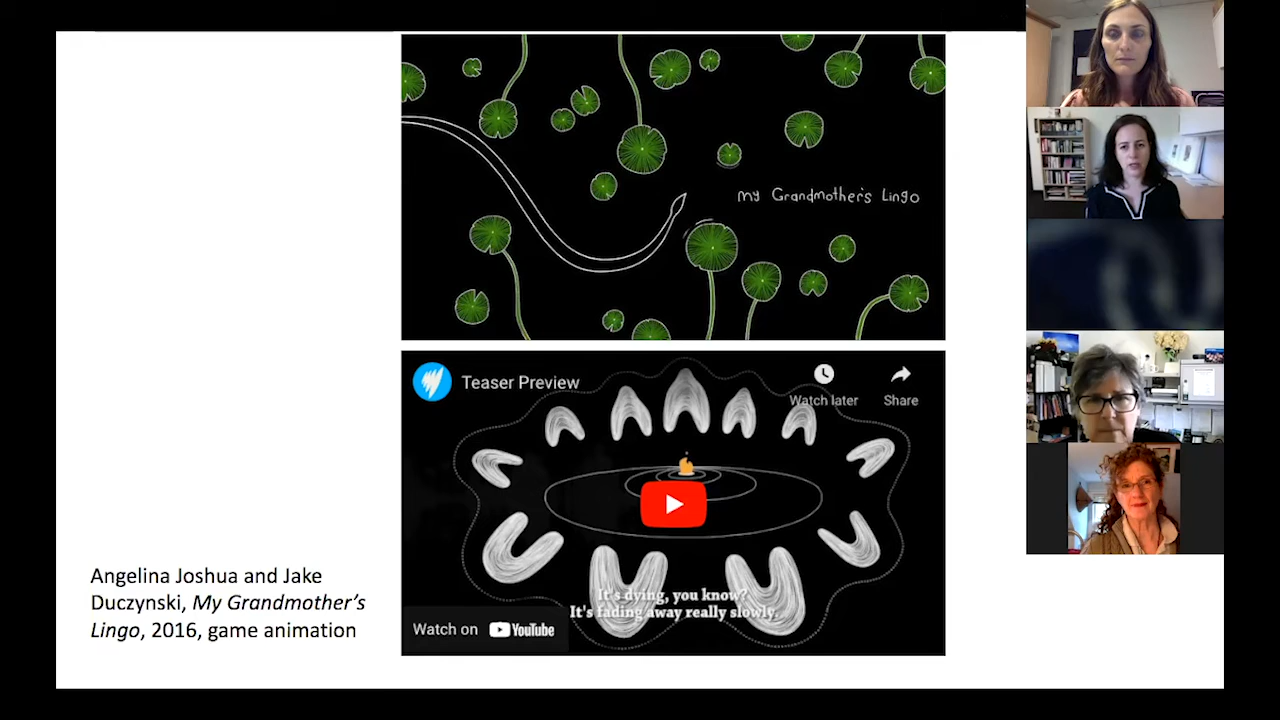 my Grandmother's Lingo
Teaser Preview
Watch later
Share
It's dying, you know?
It's fading away really slowly.
Watch on YouTube
Angelina Joshua and Jake
Duczynski, My Grandmother’s
Lingo, 2016, game animation